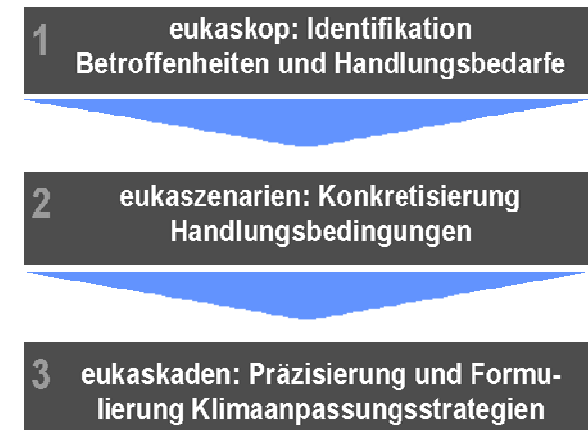 1 eukaskop: Identifikation
Betroffenheiten und Handlungsbedarfe
2 eukaszenarien: Konkretisierung
Handlungsbedingungen
3 eukaskaden: Präzisierung und Formu-
lierung Klimaanpassungsstrategien